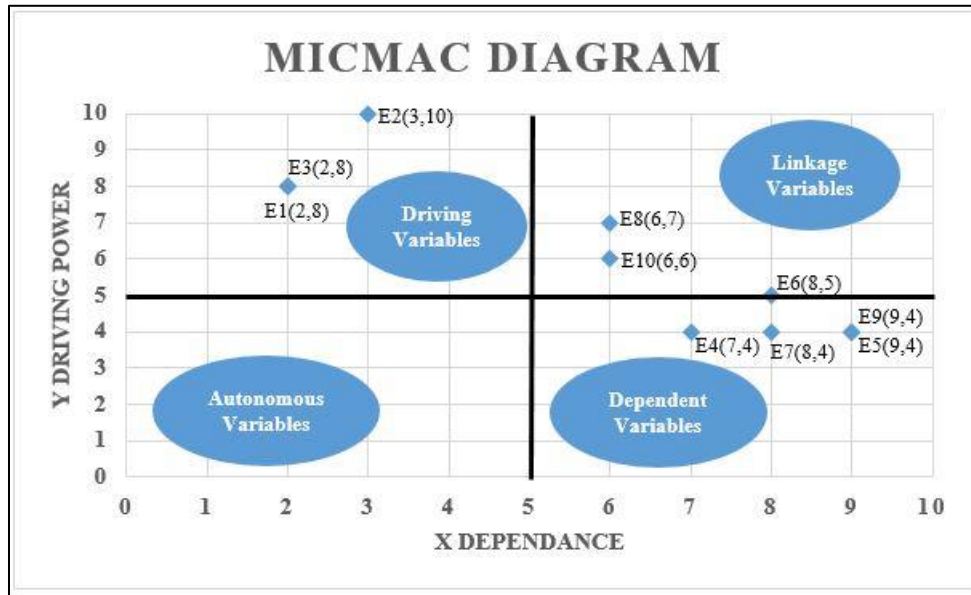 MICMAC DIAGRAM
Y DRIVING POWER
10
9
8
7
6
5
4
3
2
1
0
E2(3,10)
E3(2,8)
E1(2,8)
Driving
Variables
Linkage
Variables
E8(6,7)
E10(6,6)
E6(8,5)
E9(9,4)
E4(7,4)
E7(8,4)
E5(9,4)
Autonomous
Variables
Dependent
Variables
0 1 2 3 4 5 6 7 8 9 10
X DEPENDANCE